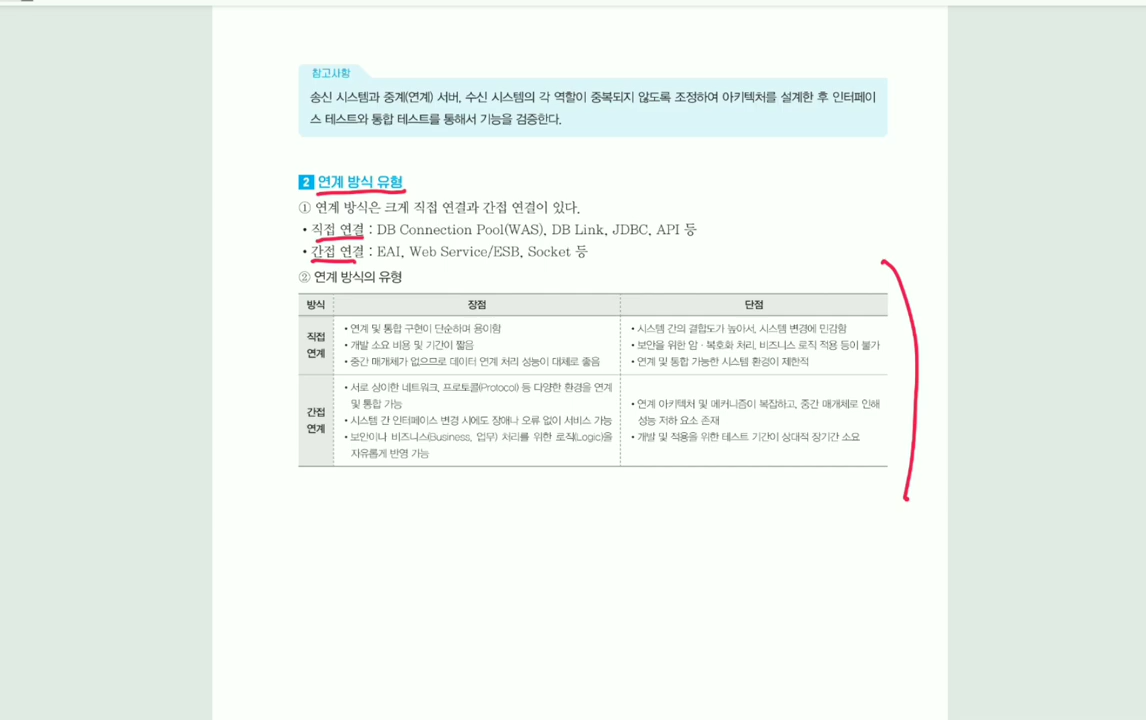 참고사항
송신 시스템과 중계(연계) 서버, 수신 시스템의 각 역할이 중복되지 않도록 조정하여 아키텍처를 설계한 후 인터페이
스 테스트와 통합 테스트를 통해서 기능을 검증한다.
2 연계 방식 유형
① 연계 방식은 크게 직접 연결과 간접 연결이 있다.
• 직접 연결 : DB Connection Pool(WAS), DB Link, JDBC, API 등
• 간접 연결 : EAI, Web Service/ESB, Socket 등
② 연계 방식의 유형
방식 장점 단점
직접
연계
• 연계 및 통합 구현이 단순하며 용이함
• 개발 소요 비용 및 기간이 짧음
• 중간 매개체가 없으므로 데이터 연계 처리 성능이 대체로 좋음
• 시스템 간의 결합도가 높아서, 시스템 변경에 민감함
• 보안을 위한 암 · 복호화 처리, 비즈니스 로직 적용 등이 불가
• 연계 및 통합 가능한 시스템 환경이 제한적
간접
연계
• 서로 상이한 네트워크, 프로토콜(Protocol) 등 다양한 환경을 연계
및 통합 가능
• 시스템 간 인터페이스 변경 시에도 장애나 오류 없이 서비스 가능
• 보안이나 비즈니스(Business, 업무) 처리를 위한 로직(Logic)을
자유롭게 반영 가능
• 연계 아키텍처 및 메커니즘이 복잡하고, 중간 매개체로 인해
성능 저하 요소 존재
• 개발 및 적용을 위한 테스트 기간이 상대적 장기간 소요